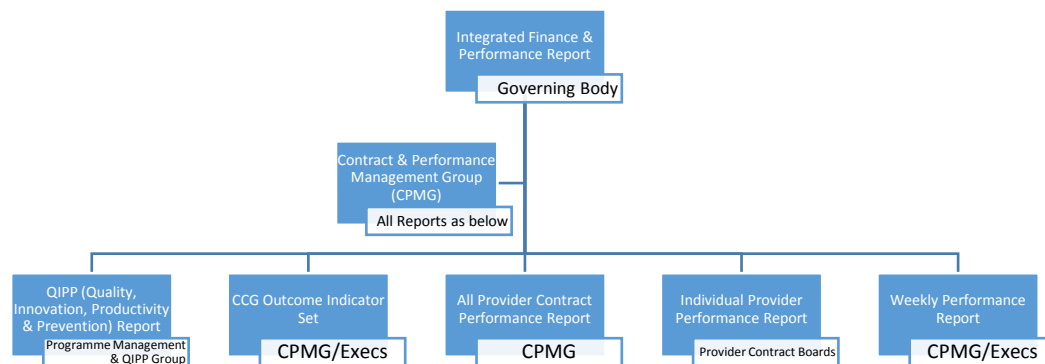 Integrated Finance &
Performance Report
Governing Body
Contract & Performance
Management Group
(CPMG)
All Reports as below
QIPP (Quality,
Innovation, Productivity
& Prevention) Report
Programme Management
& QIPP Group
CCG Outcome Indicator
Set
CPMG/Execs
All Provider Contract
Performance Report
CPMG
Individual Provider
Performance Report
Provider Contract Boards
Weekly Performance
Report
CPMG/Execs